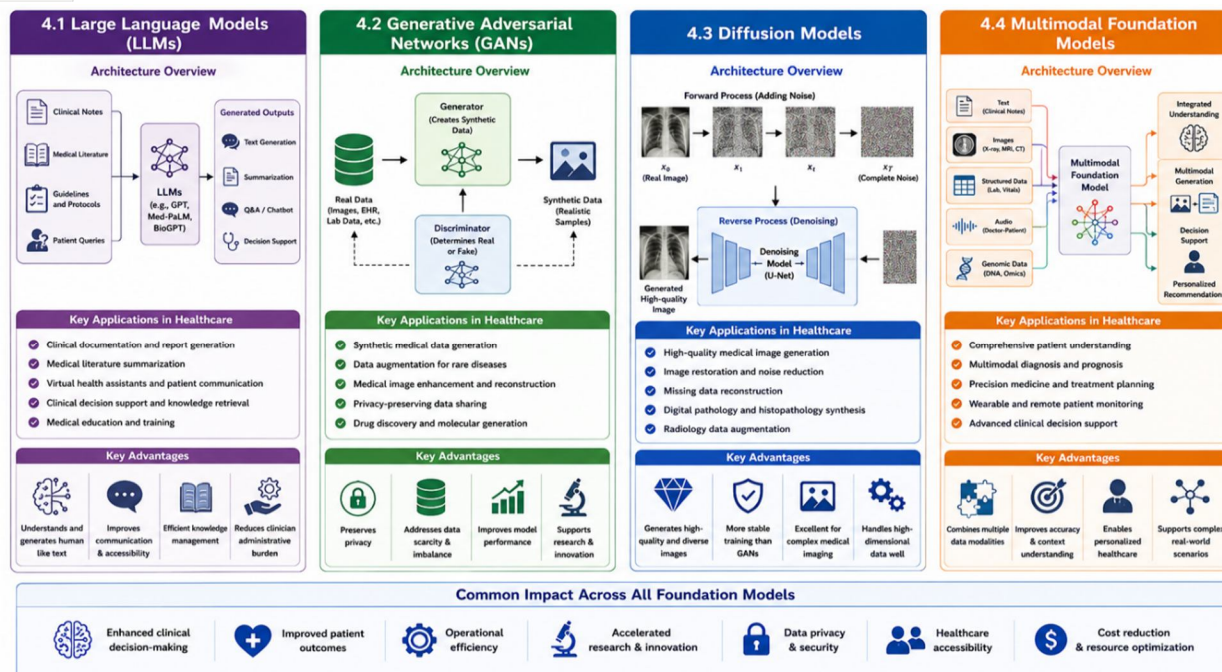 4.1 Large Language Models
(LLMs)
Architecture Overview
Clinical Notes
Medical Literature
Guidelines
and Protocols
Patient Queries
LLMs
(e.g., GPT,
Med-PaLM,
BioGPT)
Generated Outputs
Text Generation
Summarization
Q&A / Chatbot
Decision Support
Key Applications in Healthcare
Clinical documentation and report generation
Medical literature summarization
Virtual health assistants and patient communication
Clinical decision support and knowledge retrieval
Medical education and training
Key Advantages
Understands and
generates human
like text
Improves
communication
& accessibility
Efficient knowledge
management
Reduces clinician
administrative
burden
4.2 Generative Adversarial
Networks (GANs)
Architecture Overview
Generator
(Creates Synthetic
Data)
Real Data
(Images, EHR,
Lab Data, etc.)
Discriminator
(Determines Real
or Fake)
Synthetic Data
(Realistic
Samples)
Key Applications in Healthcare
Synthetic medical data generation
Data augmentation for rare diseases
Medical image enhancement and reconstruction
Privacy-preserving data sharing
Drug discovery and molecular generation
Key Advantages
Preserves
privacy
Addresses data
scarcity &
imbalance
Improves model
performance
Supports
research &
innovation
4.3 Diffusion Models
Architecture Overview
Forward Process (Adding Noise)
x0
(Real Image)
x1
xt
xT
(Complete Noise)
Reverse Process (Denoising)
Denoising
Model
(U-Net)
Generated
High-quality
Image
Key Applications in Healthcare
High-quality medical image generation
Image restoration and noise reduction
Missing data reconstruction
Digital pathology and histopathology synthesis
Radiology data augmentation
Key Advantages
Generates high-
quality and diverse
images
More stable
training than
GANs
Excellent for
complex medical
imaging
Handles high-
dimensional
data well
4.4 Multimodal Foundation
Models
Architecture Overview
Text
(Clinical Notes)
Images
(X-ray, MRI, CT)
Structured Data
(Lab, Vitals)
Audio
(Doctor-Patient)
Genomic Data
(DNA, Omics)
Multimodal
Foundation
Model
Integrated
Understanding
Multimodal
Generation
Decision
Support
Personalized
Recommendation
Key Applications in Healthcare
Comprehensive patient understanding
Multimodal diagnosis and prognosis
Precision medicine and treatment planning
Wearable and remote patient monitoring
Advanced clinical decision support
Key Advantages
Combines multiple
data modalities
Improves accuracy
& context
understanding
Enables
personalized
healthcare
Supports complex
real-world
scenarios
Common Impact Across All Foundation Models
Enhanced clinical
decision-making
Improved patient
outcomes
Operational
efficiency
Accelerated
research & innovation
Data privacy
& security
Healthcare
accessibility
Cost reduction
& resource optimization